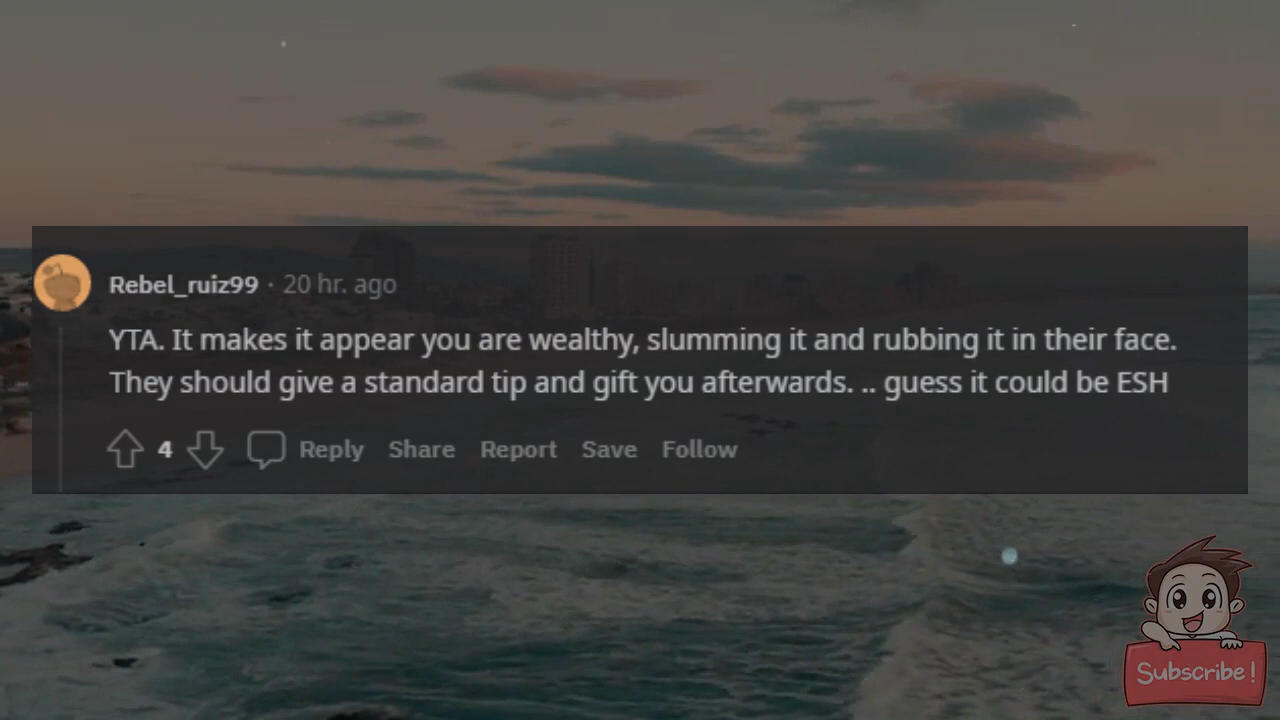 Rebel_ruiz99 · 20 hr. ago
YTA. It makes it appear you are wealthy, slumming it and rubbing it in their face.
They should give a standard tip and gift you afterwards. .. guess it could be ESH
4 Reply Share Report Save Follow
Subscribe!